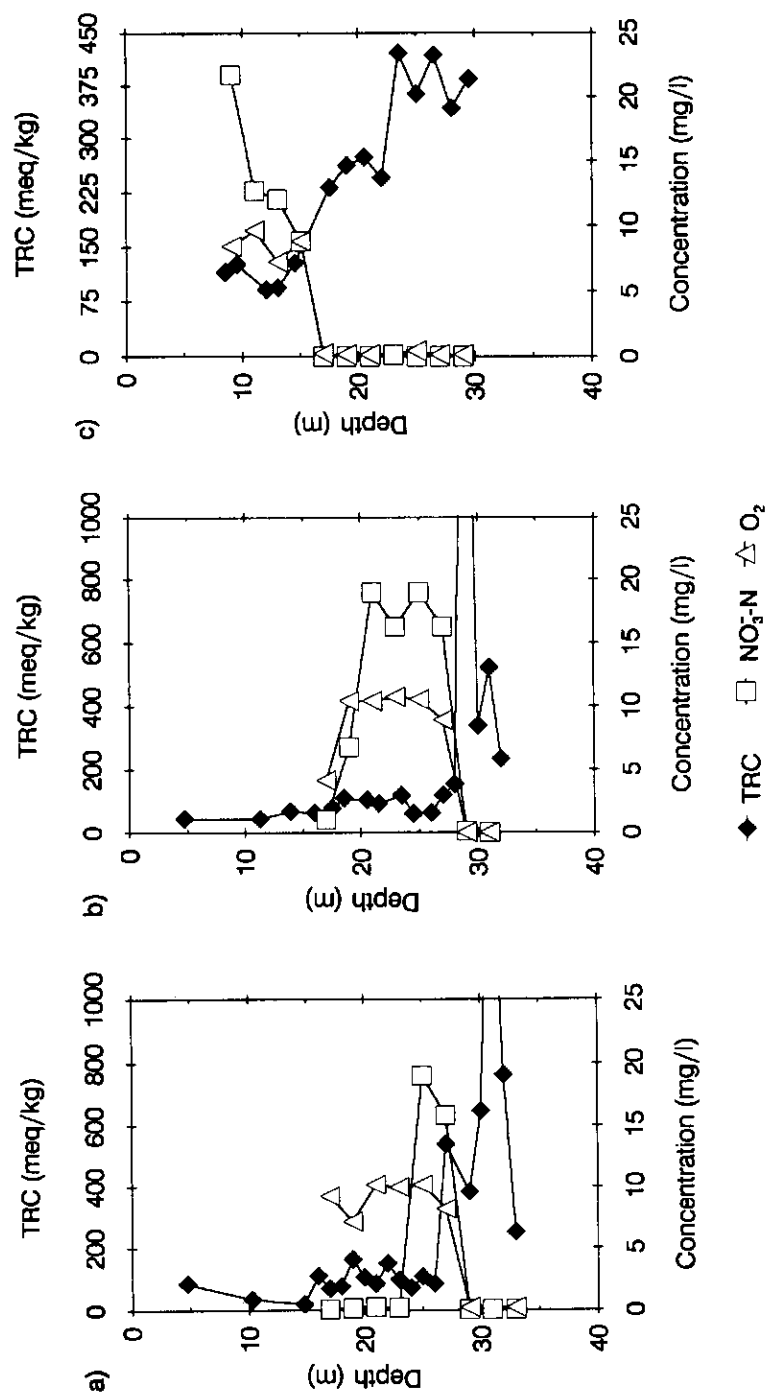 a)
TRC (meq/kg)
0 200 400 600 800 1000
0
10
20
30
40
Depth (m)
0 5 10 15 20 25
Concentration (mg/l)
b)
TRC (meq/kg)
0 200 400 600 800 1000
0
10
20
30
40
Depth (m)
0 5 10 15 20 25
Concentration (mg/l)
c)
TRC (meq/kg)
0 75 150 225 300 375 450
0
10
20
30
40
Depth (m)
0 5 10 15 20 25
Concentration (mg/l)
TRC NO₃⁻-N O₂